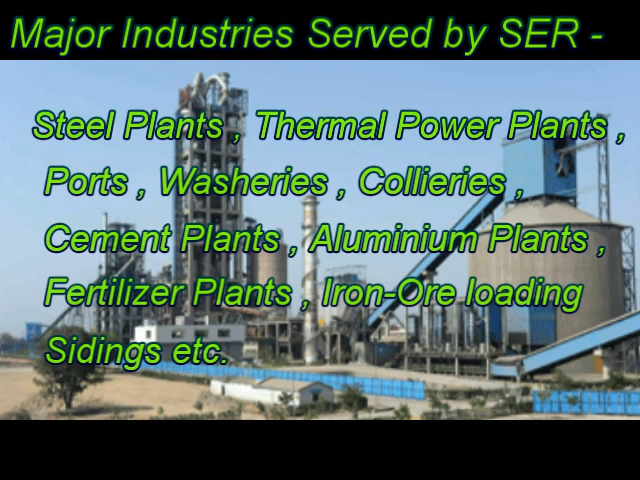 Major Industries Served by SER -
Steel Plants , Thermal Power Plants ,
Ports , Washeries , Collieries ,
Cement Plants , Aluminium Plants ,
Fertilizer Plants , Iron-Ore loading
Sidings etc.